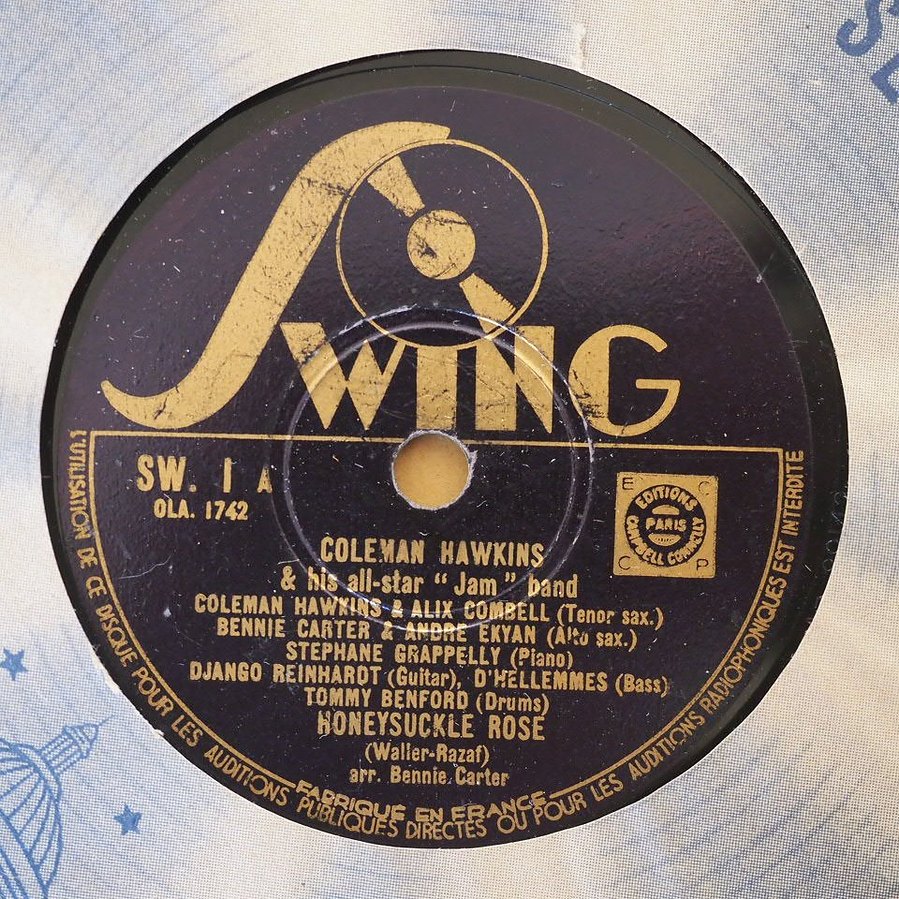 SWING
SW. 1 A
OLA. 1742
E C
C P
EDITIONS
PARIS
CAMPBELL CONNELLY
COLEMAN HAWKINS
& his all-star “ Jam ” band
COLEMAN HAWKINS & ALIX COMBELL (Tenor sax.)
BENNIE CARTER & ANDRE EKYAN (Alto sax.)
STEPHANE GRAPPELLY (Piano)
DJANGO REINHARDT (Guitar), D'HELLEMMES (Bass)
TOMMY BENFORD (Drums)
HONEYSUCKLE ROSE
(Waller-Razaf)
arr. Bennie Carter
FABRIQUÉ EN FRANCE
L'UTILISATION DE CE DISQUE POUR LES AUDITIONS PUBLIQUES DIRECTES OU POUR LES AUDITIONS RADIOPHONIQUES EST INTERDITE